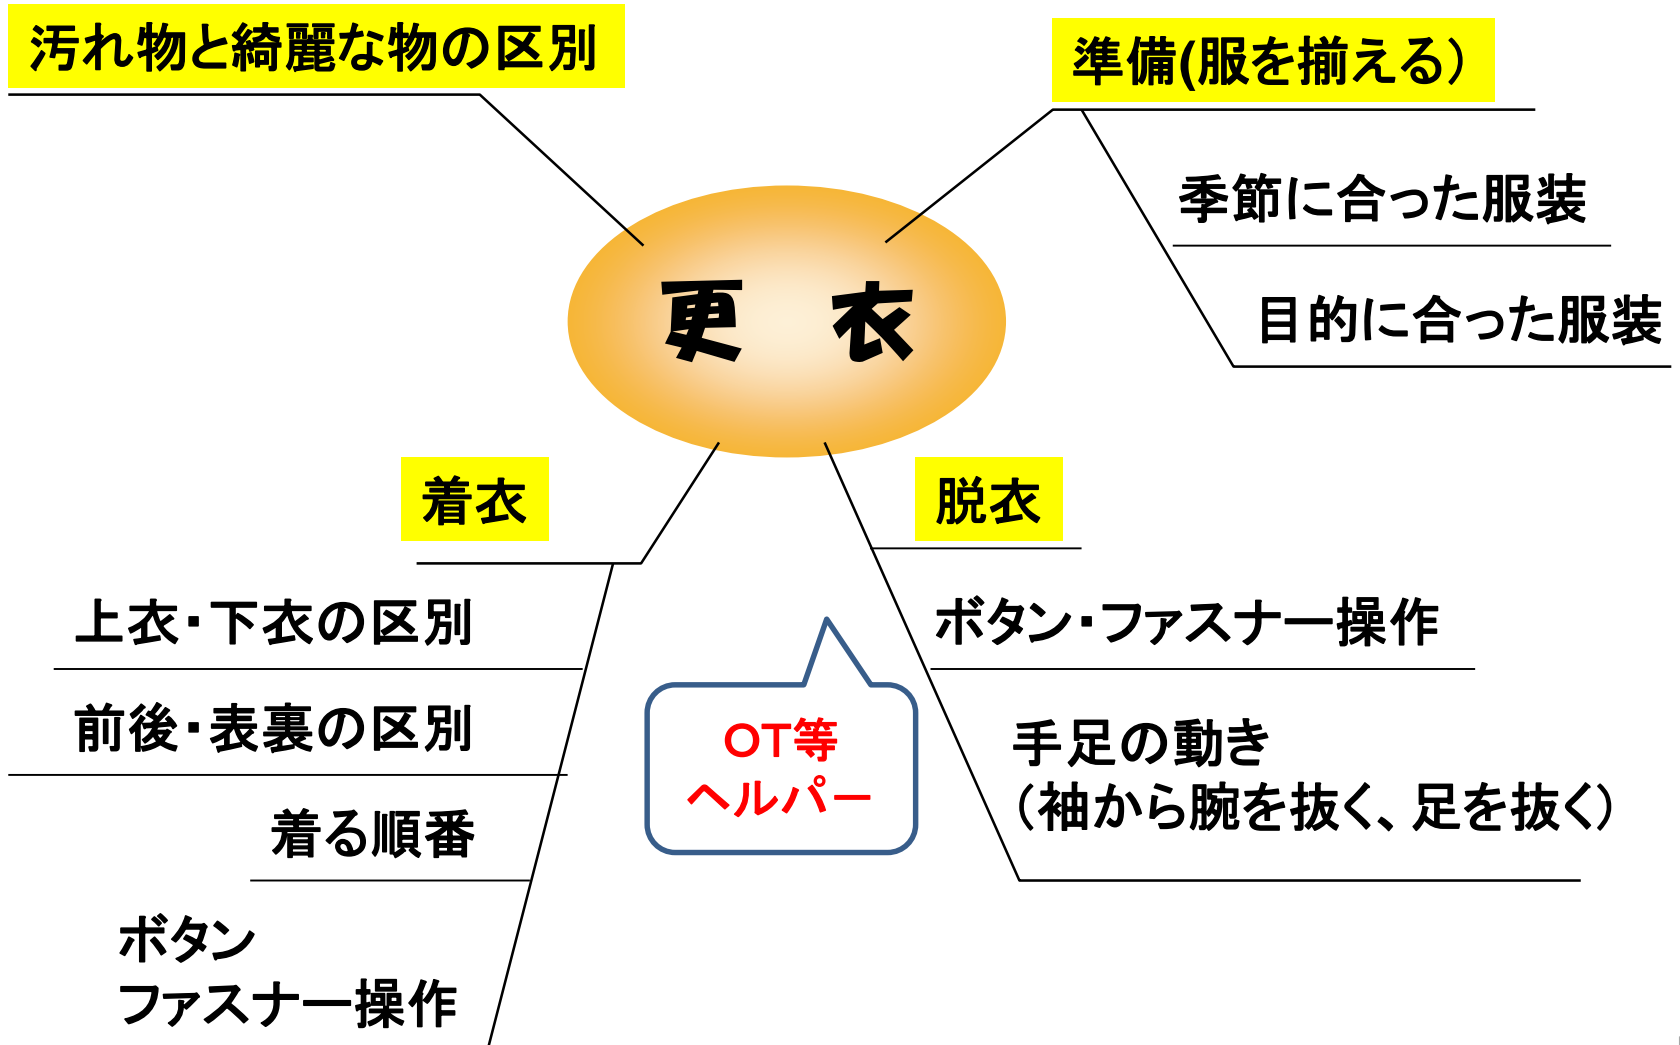 汚れ物と綺麗な物の区別
準備(服を揃える）
季節に合った服装
目的に合った服装
更　衣
着衣
上衣・下衣の区別
前後・表裏の区別
着る順番
ボタン
ファスナー操作
脱衣
ボタン・ファスナー操作
手足の動き
（袖から腕を抜く、足を抜く）
OT等
ヘルパー